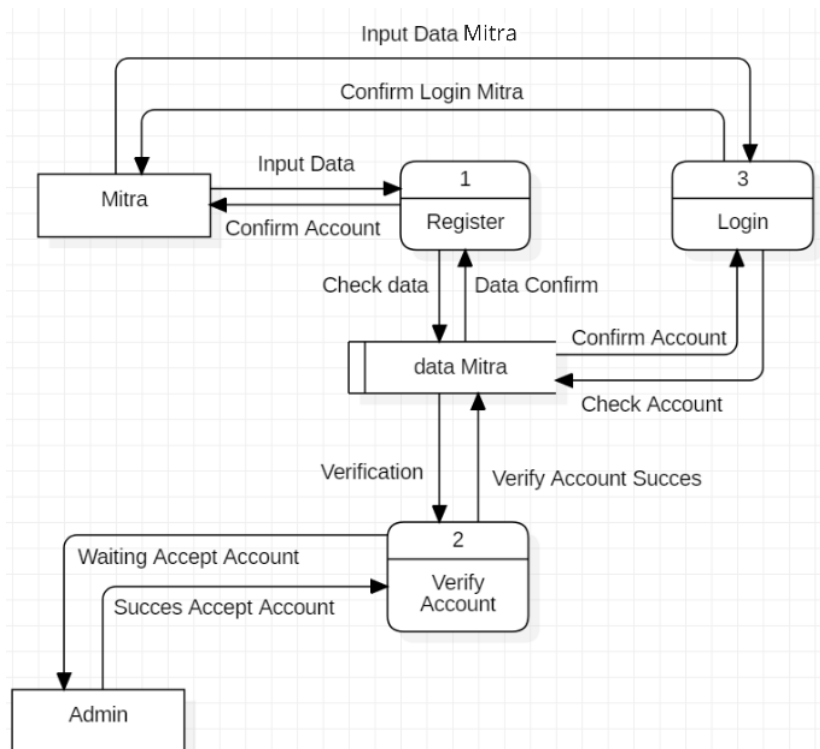 Input Data Mitra
Confirm Login Mitra
Input Data
Mitra
Confirm Account
1
Register
3
Login
Check data
Data Confirm
data Mitra
Confirm Account
Check Account
Verification
Verify Account Succes
2
Verify
Account
Waiting Accept Account
Succes Accept Account
Admin